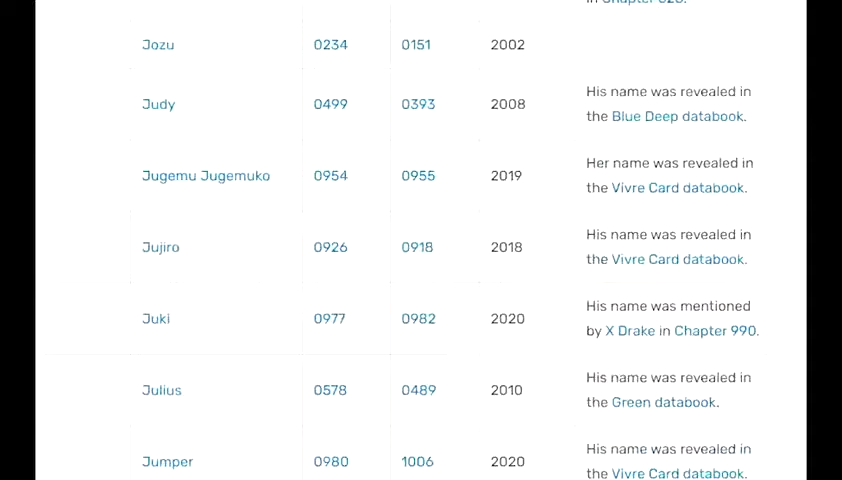 in Chapter 820.
Jozu 0234 0151 2002
His name was revealed in
Judy 0499 0393 2008
the Blue Deep databook.
Her name was revealed in
Jugemu Jugemuko 0954 0955 2019
the Vivre Card databook.
His name was revealed in
Jujiro 0926 0918 2018
the Vivre Card databook.
His name was mentioned
Juki 0977 0982 2020
by X Drake in Chapter 990.
His name was revealed in
Julius 0578 0489 2010
the Green databook.
His name was revealed in
Jumper 0980 1006 2020
the Vivre Card databook.